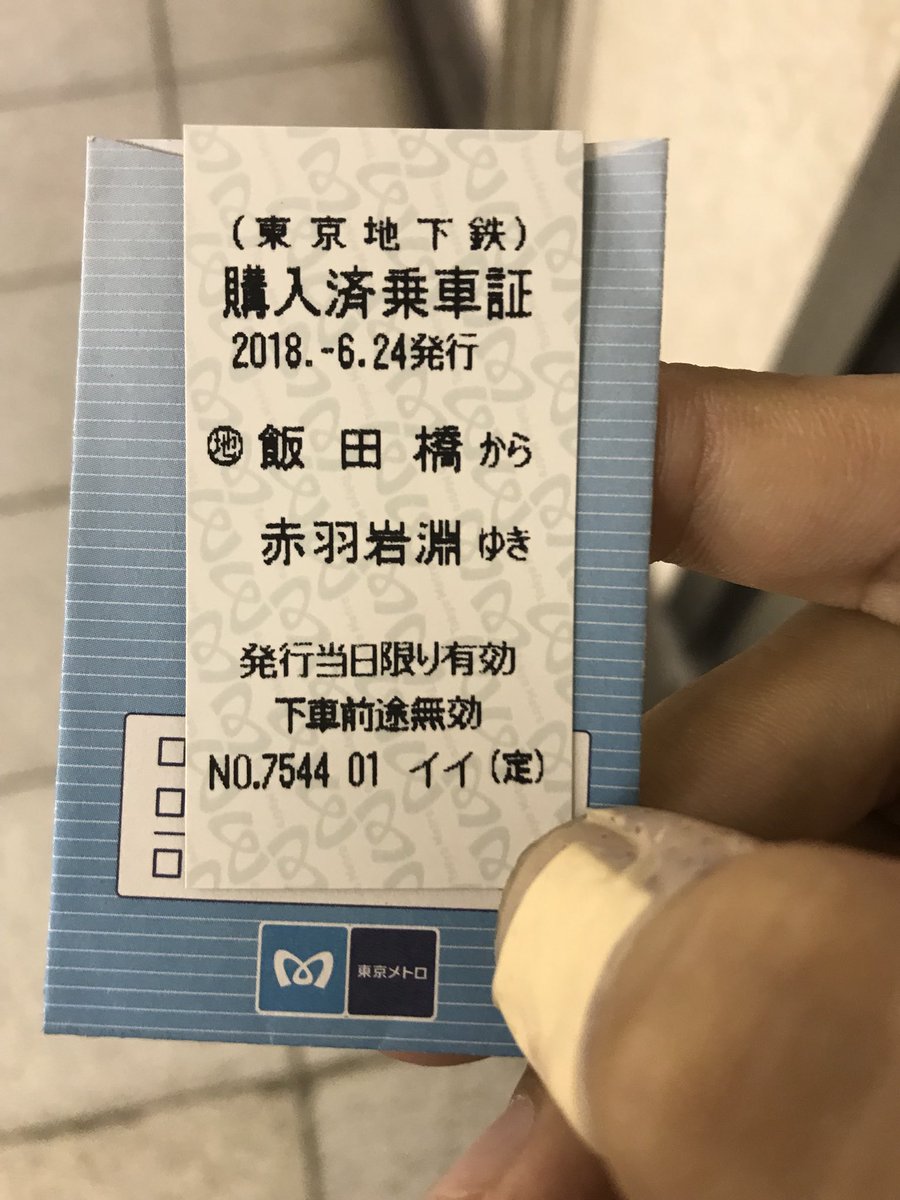 (東京地下鉄)
購入済乗車証
2018.-6.24発行
㊞飯田橋から
赤羽岩淵ゆき
発行当日限り有効
下車前途無効
NO.7544 01 イイ(定)
東京メトロ